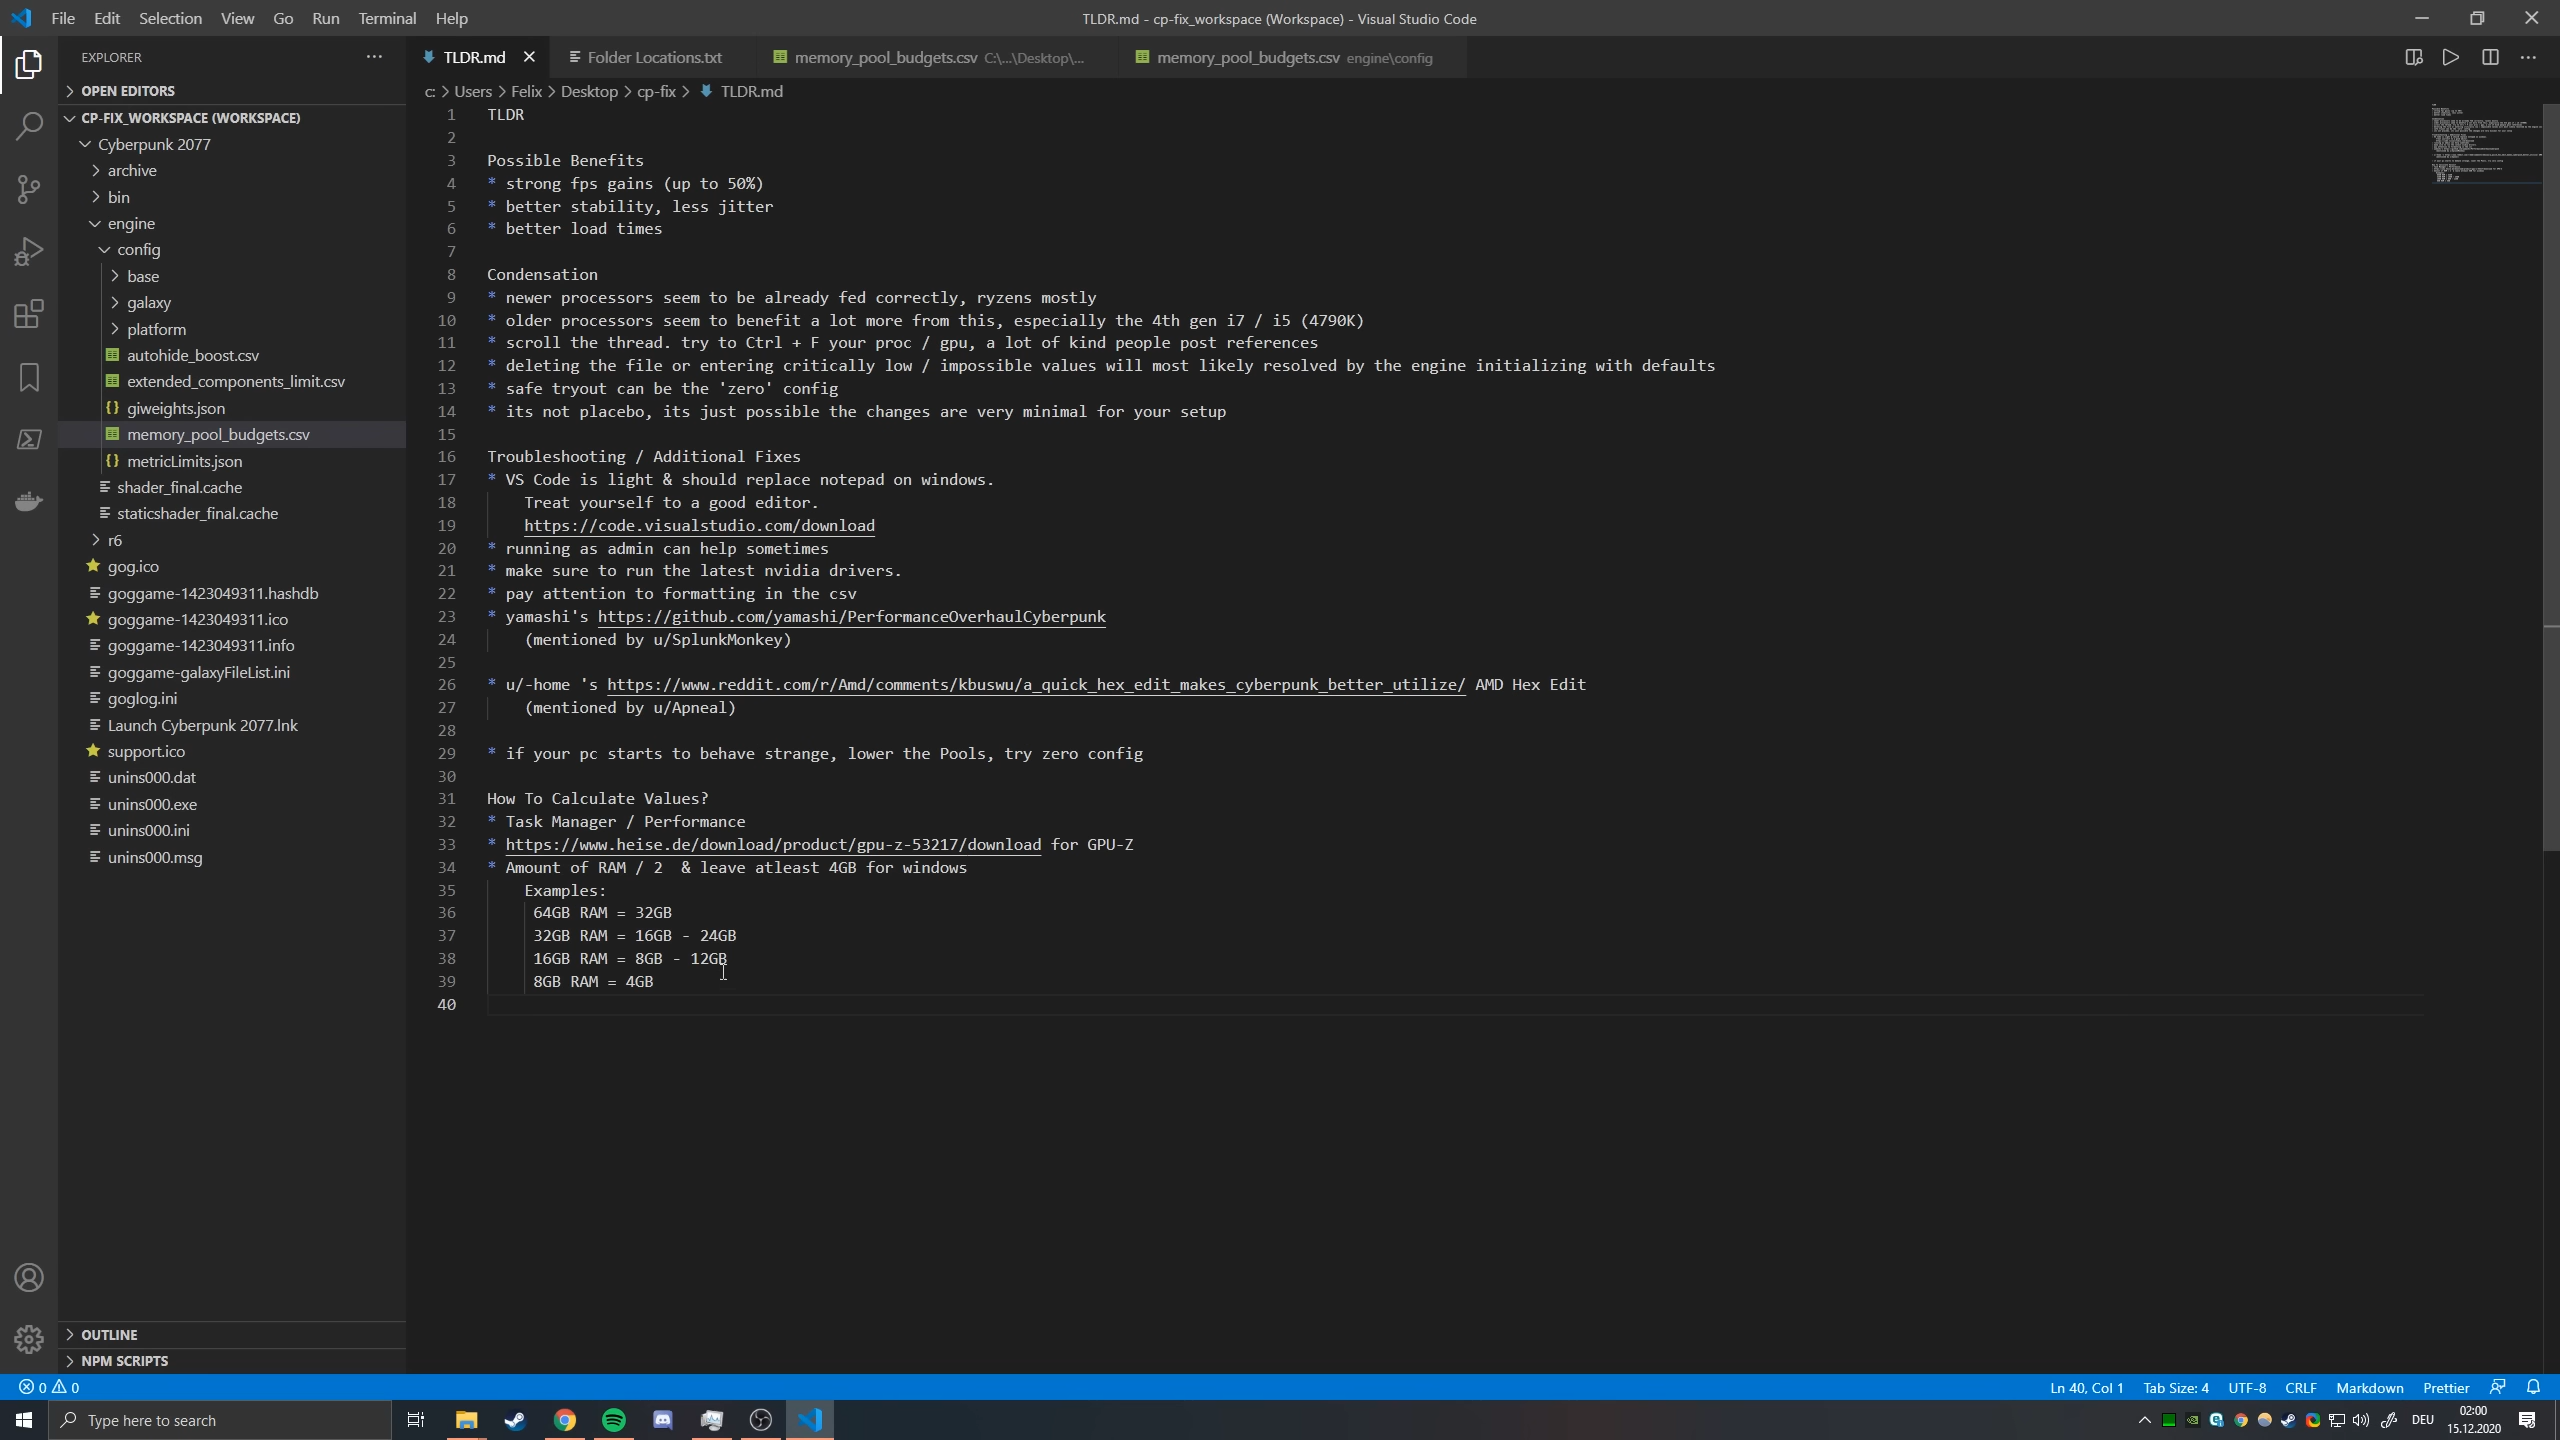 File Edit Selection View Go Run Terminal Help
TLDR.md - cp-fix_workspace (Workspace) - Visual Studio Code
EXPLORER
OPEN EDITORS
CP-FIX_WORKSPACE (WORKSPACE)
Cyberpunk 2077
archive
bin
engine
config
base
galaxy
platform
autohide_boost.csv
extended_components_limit.csv
giweights.json
memory_pool_budgets.csv
metricLimits.json
shader_final.cache
staticshader_final.cache
r6
gog.ico
goggame-1423049311.hashdb
goggame-1423049311.ico
goggame-1423049311.info
goggame-galaxyFileList.ini
goglog.ini
Launch Cyberpunk 2077.lnk
support.ico
unins000.dat
unins000.exe
unins000.ini
unins000.msg
OUTLINE
NPM SCRIPTS
TLDR.md Folder Locations.txt memory_pool_budgets.csv C:\...\Desktop\... memory_pool_budgets.csv engine\config
c: > Users > Felix > Desktop > cp-fix > TLDR.md
1 TLDR
2
3 Possible Benefits
4 * strong fps gains (up to 50%)
5 * better stability, less jitter
6 * better load times
7
8 Condensation
9 * newer processors seem to be already fed correctly, ryzens mostly
10 * older processors seem to benefit a lot more from this, especially the 4th gen i7 / i5 (4790K)
11 * scroll the thread. try to Ctrl + F your proc / gpu, a lot of kind people post references
12 * deleting the file or entering critically low / impossible values will most likely resolved by the engine initializing with defaults
13 * safe tryout can be the 'zero' config
14 * its not placebo, its just possible the changes are very minimal for your setup
15
16 Troubleshooting / Additional Fixes
17 * VS Code is light & should replace notepad on windows.
18 Treat yourself to a good editor.
19 https://code.visualstudio.com/download
20 * running as admin can help sometimes
21 * make sure to run the latest nvidia drivers.
22 * pay attention to formatting in the csv
23 * yamashi's https://github.com/yamashi/PerformanceOverhaulCyberpunk
24 (mentioned by u/SplunkMonkey)
25
26 * u/-home 's https://www.reddit.com/r/Amd/comments/kbuswu/a_quick_hex_edit_makes_cyberpunk_better_utilize/ AMD Hex Edit
27 (mentioned by u/Apneal)
28
29 * if your pc starts to behave strange, lower the Pools, try zero config
30
31 How To Calculate Values?
32 * Task Manager / Performance
33 * https://www.heise.de/download/product/gpu-z-53217/download for GPU-Z
34 * Amount of RAM / 2 & leave atleast 4GB for windows
35 Examples:
36 64GB RAM = 32GB
37 32GB RAM = 16GB - 24GB
38 16GB RAM = 8GB - 12GB
39 8GB RAM = 4GB
40
0 0
Ln 40, Col 1 Tab Size: 4 UTF-8 CRLF Markdown Prettier
Type here to search
DEU
02:00
15.12.2020